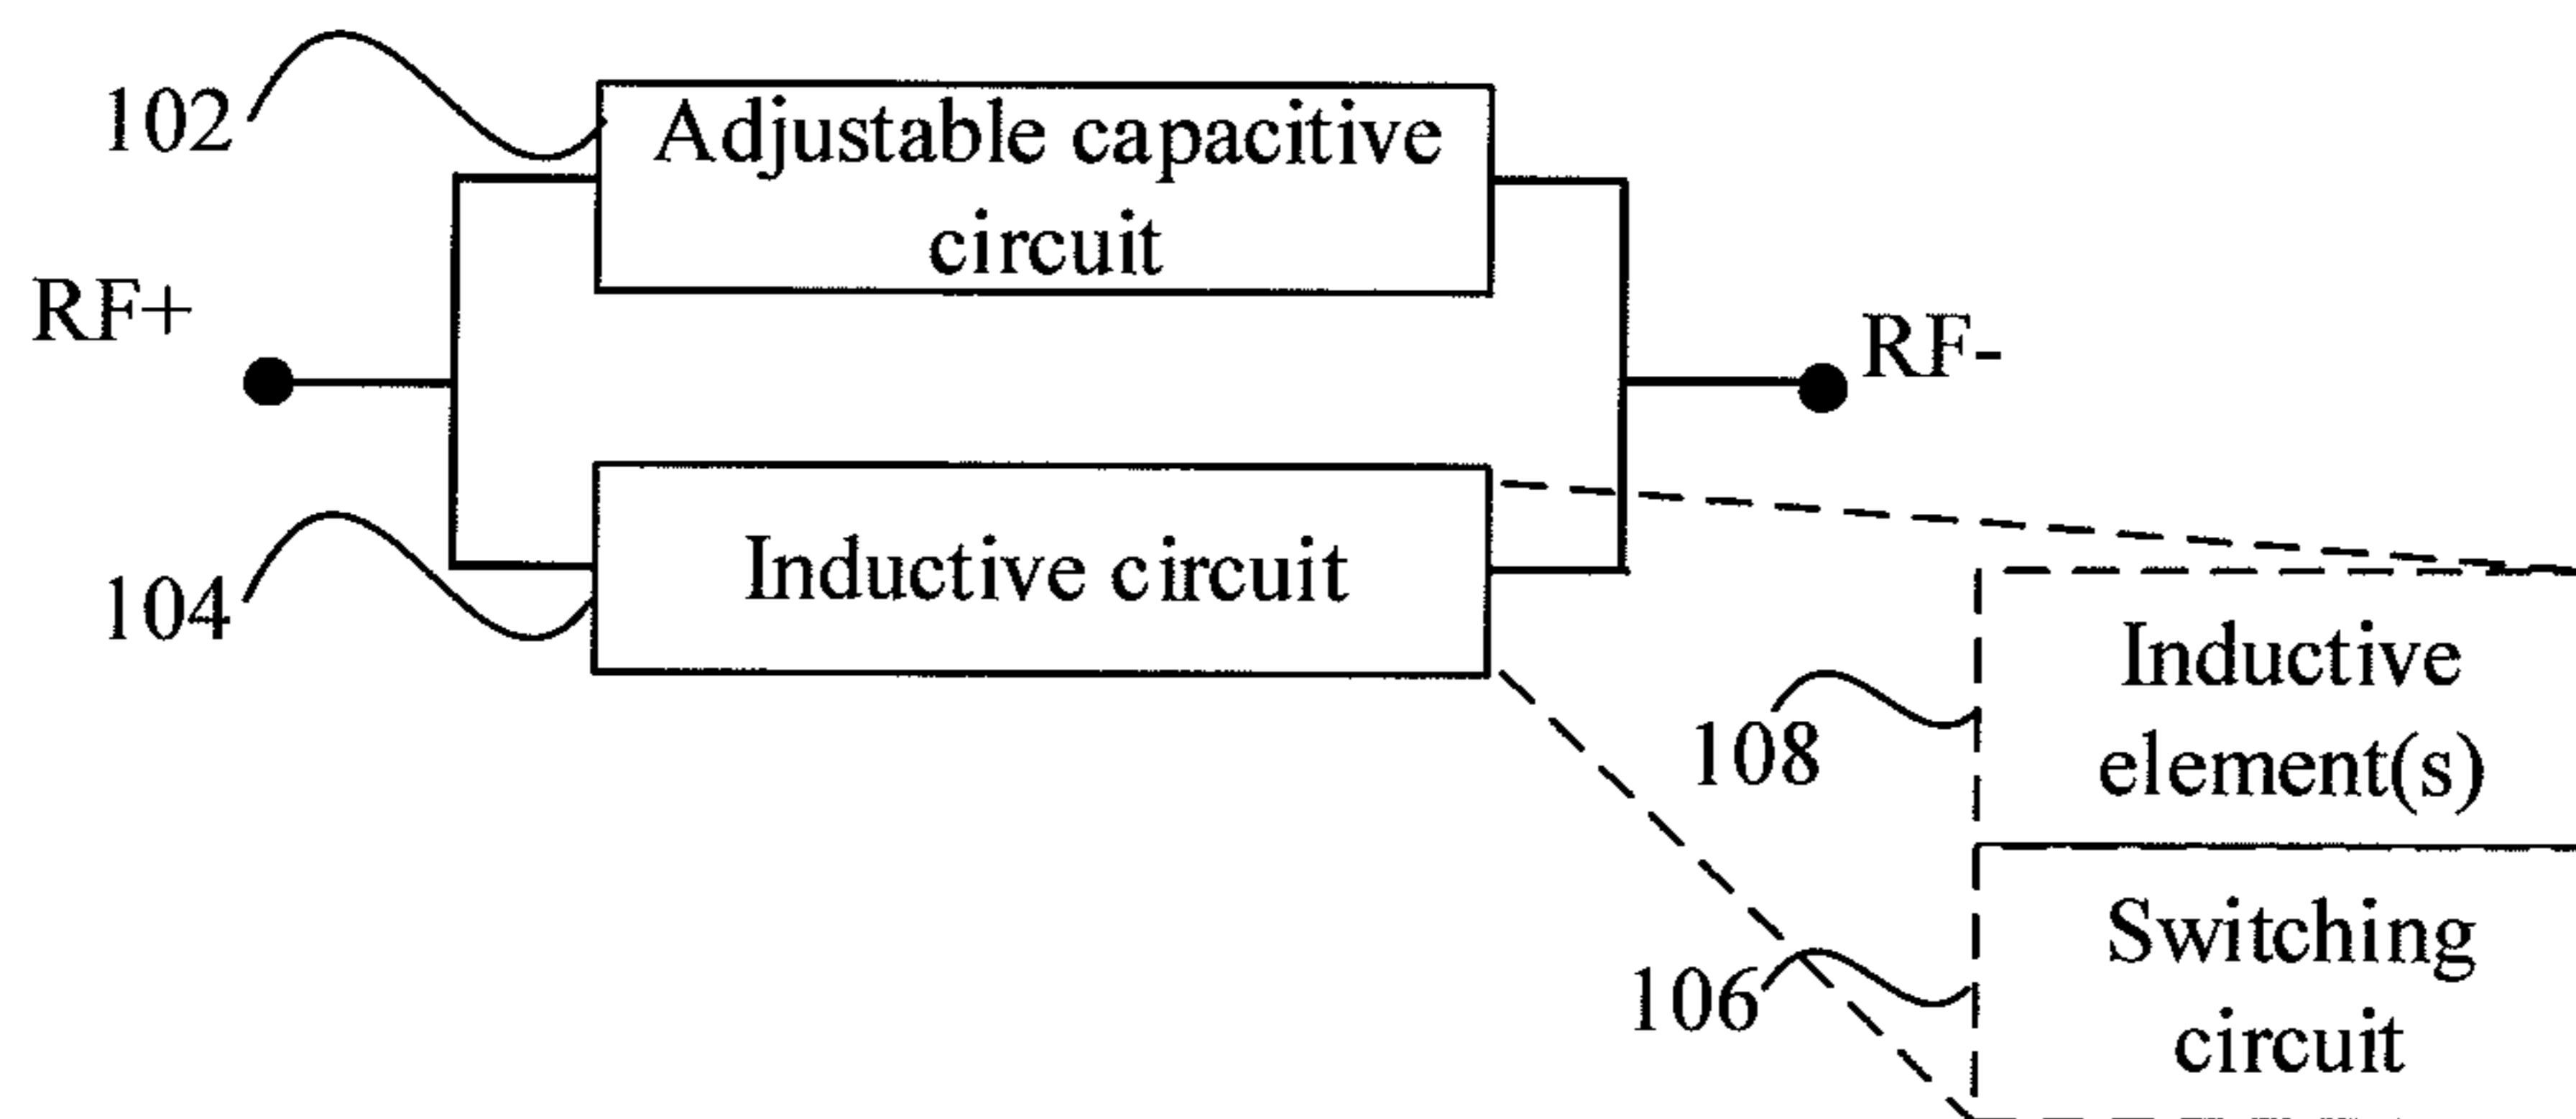 102
Adjustable capacitive
circuit
RF+
RF-
104
Inductive circuit
108
Inductive
element(s)
106
Switching
circuit